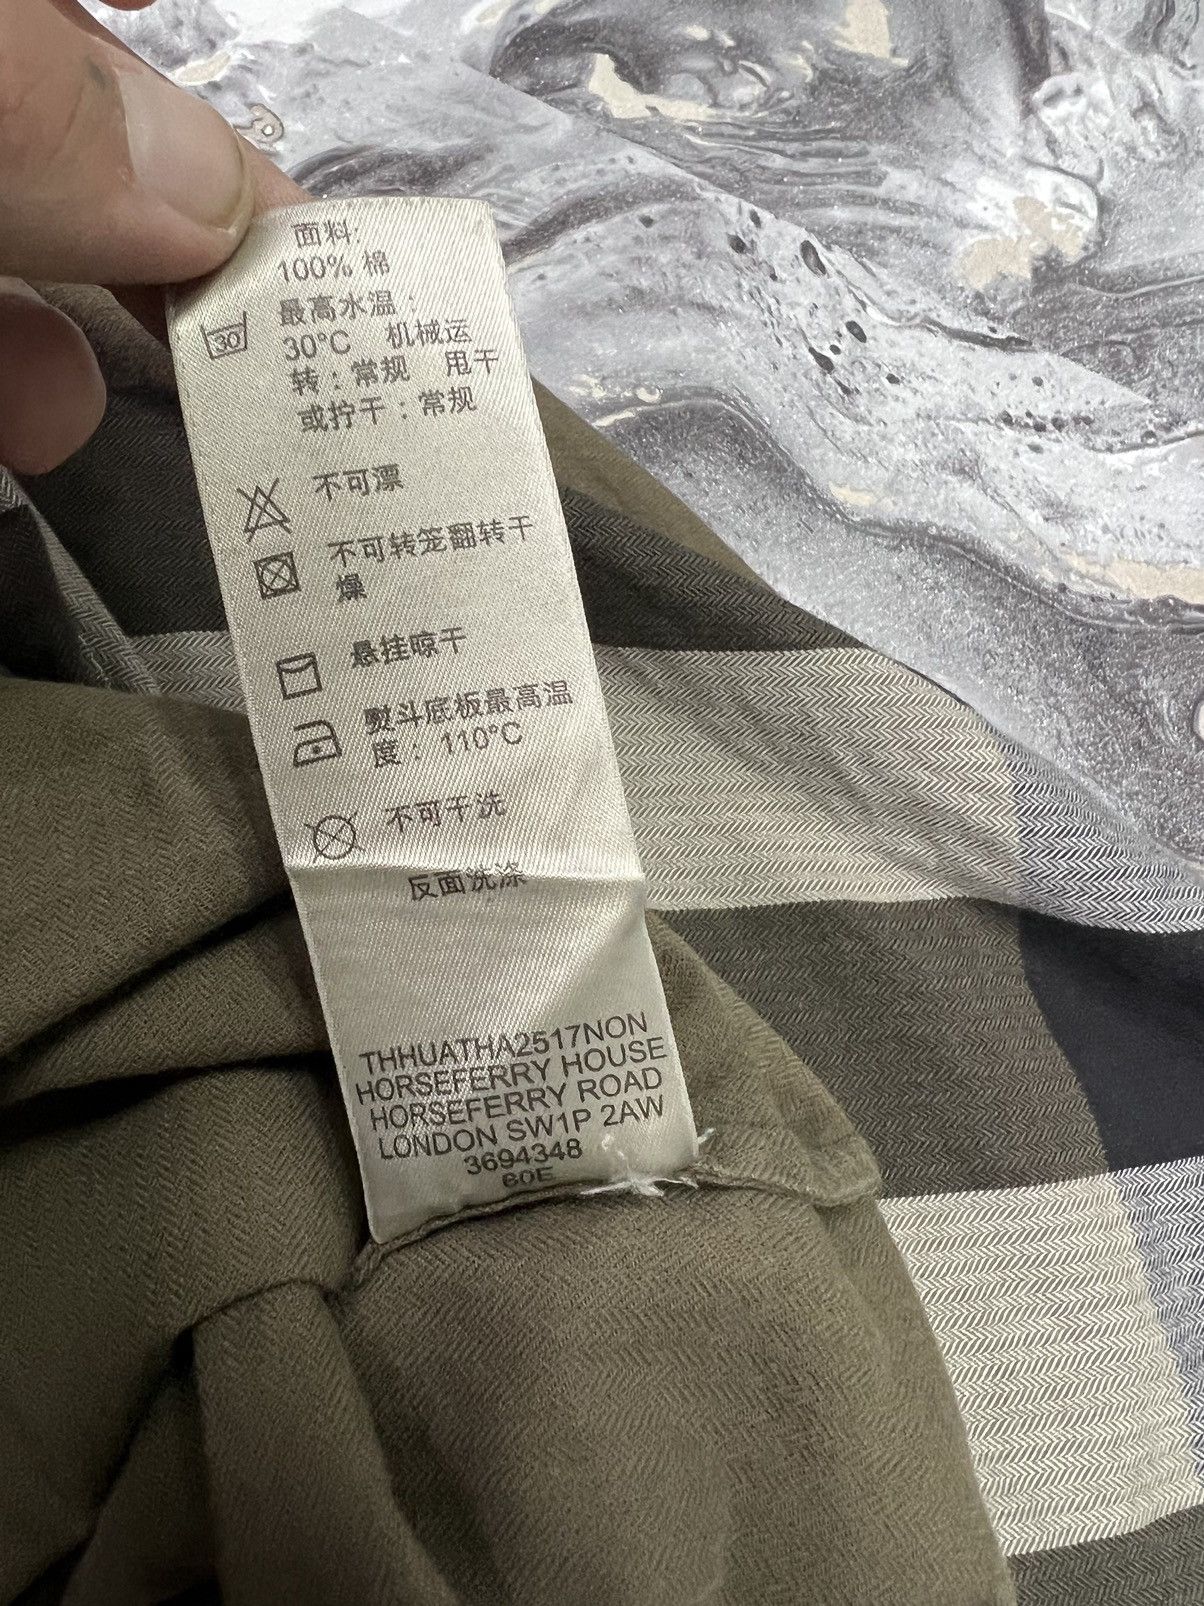 面料:
100% 棉
最高水温:
30 30°C 机械运
转:常规 甩干
或拧干:常规
不可漂
不可转笼翻转干
燥
悬挂晾干
熨斗底板最高温
度: 110°C
不可干洗
反面洗涤
THHUATHA2517NON
HORSEFERRY HOUSE
HORSEFERRY ROAD
LONDON SW1P 2AW
3694348